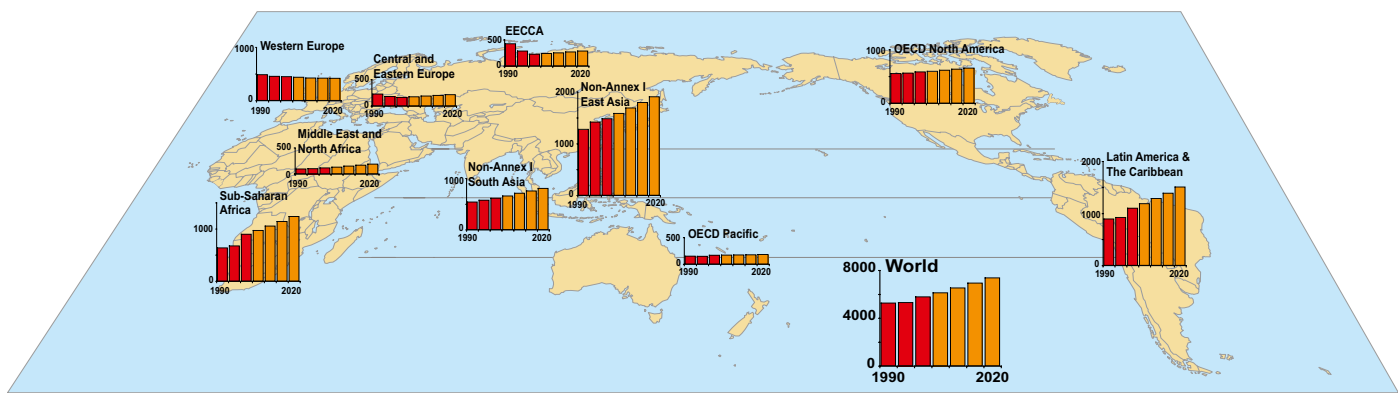 Western Europe
1000
0
1990
2020
Central and
Eastern Europe
500
0
1990
2020
EECCA
500
0
1990
2020
Non-Annex I
East Asia
2000
1000
0
1990
2020
OECD North America
1000
0
1990
2020
Middle East and
North Africa
500
0
1990
2020
Sub-Saharan
Africa
1000
0
1990
2020
Non-Annex I
South Asia
1000
0
1990
2020
OECD Pacific
500
0
1990
2020
Latin America &
The Caribbean
2000
1000
0
1990
2020
World
8000
4000
0
1990
2020